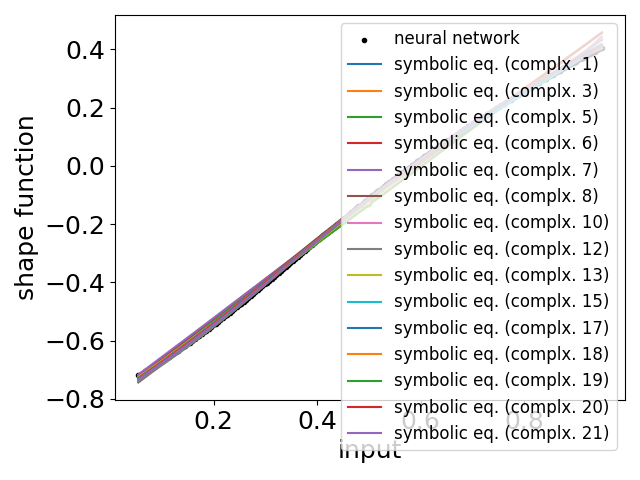 0.4
0.2
0.0
−0.2
−0.4
−0.6
−0.8
shape function
neural network
symbolic eq. (complx. 1)
symbolic eq. (complx. 3)
symbolic eq. (complx. 5)
symbolic eq. (complx. 6)
symbolic eq. (complx. 7)
symbolic eq. (complx. 8)
symbolic eq. (complx. 10)
symbolic eq. (complx. 12)
symbolic eq. (complx. 13)
symbolic eq. (complx. 15)
symbolic eq. (complx. 17)
symbolic eq. (complx. 18)
symbolic eq. (complx. 19)
symbolic eq. (complx. 20)
symbolic eq. (complx. 21)
0.2 0.4 0.6 0.8
input